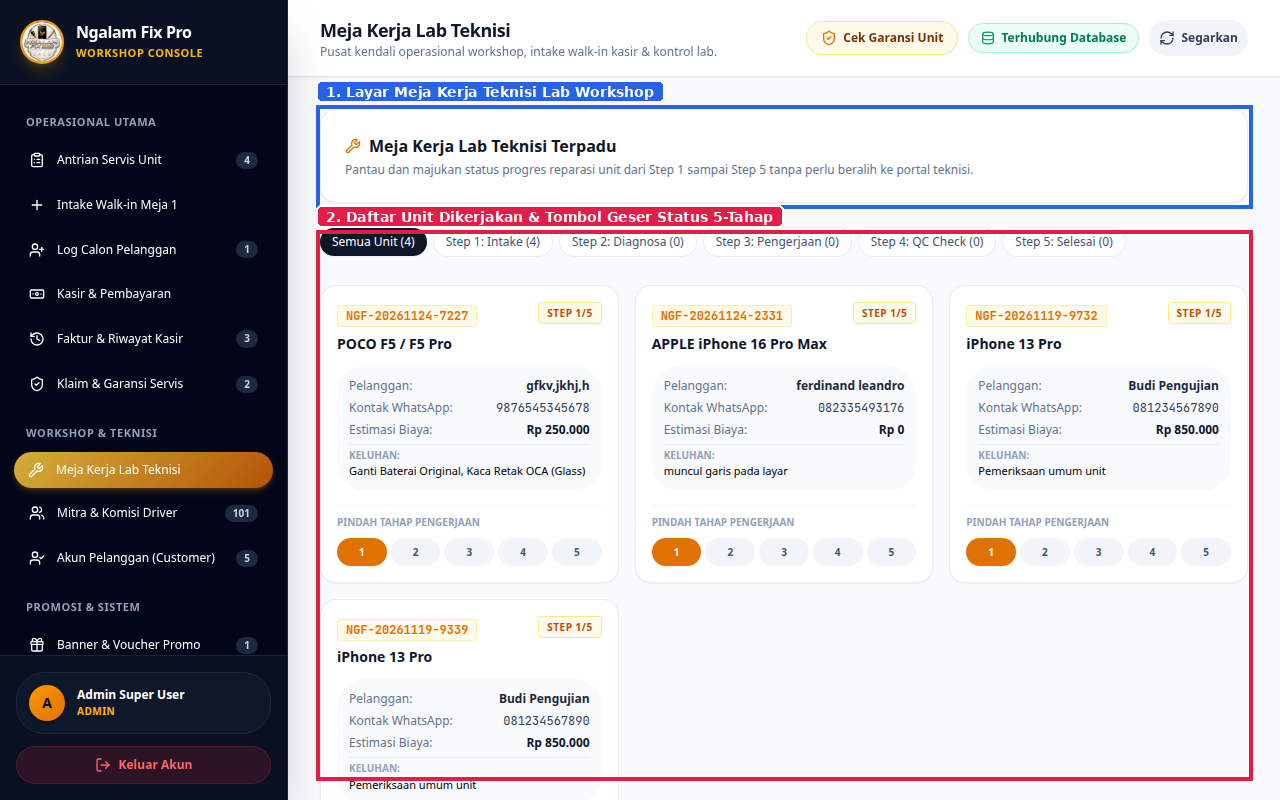 Ngalam Fix Pro
WORKSHOP CONSOLE
OPERASIONAL UTAMA
Antrian Servis Unit 4
Intake Walk-in Meja 1
Log Calon Pelanggan 1
Kasir & Pembayaran
Faktur & Riwayat Kasir 3
Klaim & Garansi Servis 2
WORKSHOP & TEKNISI
Meja Kerja Lab Teknisi
Mitra & Komisi Driver 101
Akun Pelanggan (Customer) 5
PROMOSI & SISTEM
Banner & Voucher Promo 1
A
Admin Super User
ADMIN
Keluar Akun
Meja Kerja Lab Teknisi
Pusat kendali operasional workshop, intake walk-in kasir & kontrol lab.
Cek Garansi Unit
Terhubung Database
Segarkan
1. Layar Meja Kerja Teknisi Lab Workshop
Meja Kerja Lab Teknisi Terpadu
Pantau dan majukan status progres reparasi unit dari Step 1 sampai Step 5 tanpa perlu beralih ke portal teknisi.
2. Daftar Unit Dikerjakan & Tombol Geser Status 5-Tahap
Semua Unit (4)
Step 1: Intake (4)
Step 2: Diagnosa (0)
Step 3: Pengerjaan (0)
Step 4: QC Check (0)
Step 5: Selesai (0)
NGF-20261124-7227
STEP 1/5
POCO F5 / F5 Pro
Pelanggan: gfkv,jkhj,h
Kontak WhatsApp: 9876545345678
Estimasi Biaya: Rp 250.000
KELUHAN:
Ganti Baterai Original, Kaca Retak OCA (Glass)
PINDAH TAHAP PENGERJAAN
1 2 3 4 5
NGF-20261124-2331
STEP 1/5
APPLE iPhone 16 Pro Max
Pelanggan: ferdinand leandro
Kontak WhatsApp: 082335493176
Estimasi Biaya: Rp 0
KELUHAN:
muncul garis pada layar
PINDAH TAHAP PENGERJAAN
1 2 3 4 5
NGF-20261119-9732
STEP 1/5
iPhone 13 Pro
Pelanggan: Budi Pengujian
Kontak WhatsApp: 081234567890
Estimasi Biaya: Rp 850.000
KELUHAN:
Pemeriksaan umum unit
PINDAH TAHAP PENGERJAAN
1 2 3 4 5
NGF-20261119-9339
STEP 1/5
iPhone 13 Pro
Pelanggan: Budi Pengujian
Kontak WhatsApp: 081234567890
Estimasi Biaya: Rp 850.000
KELUHAN:
Pemeriksaan umum unit